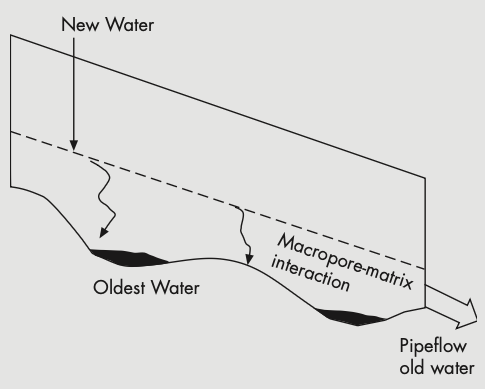 New Water
Macropore-matrix
interaction
Oldest Water
Pipeflow
old water